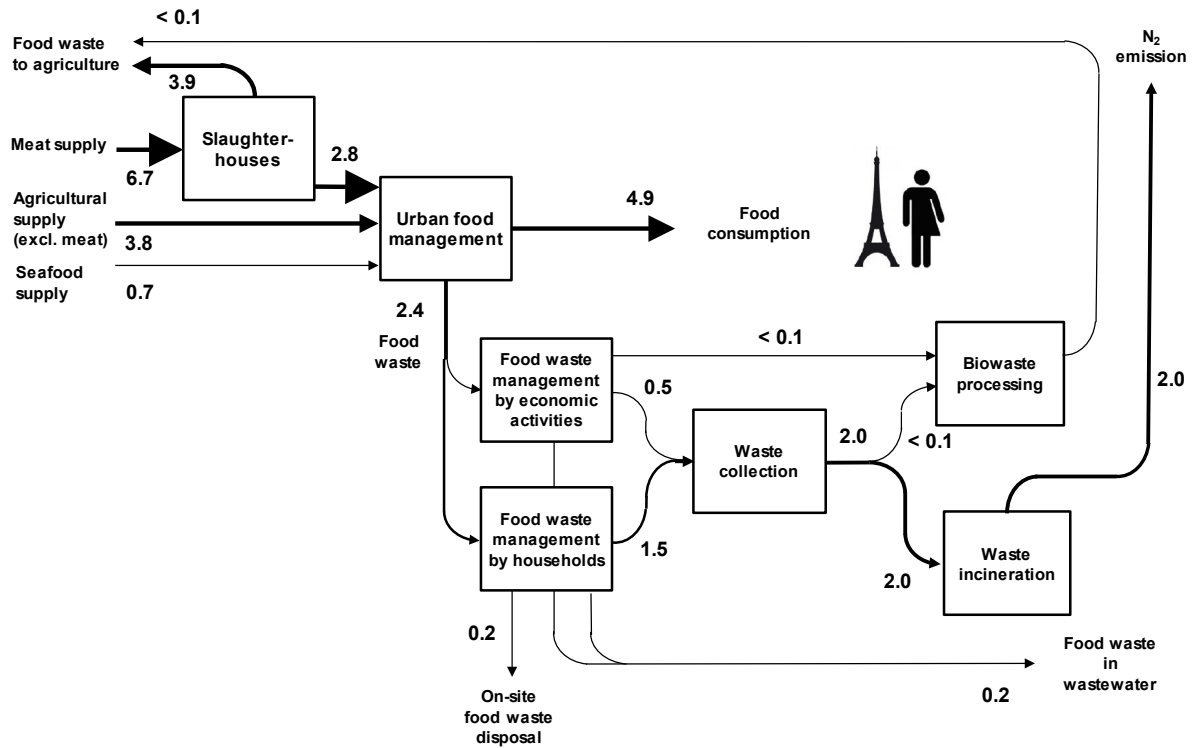 < 0.1
Food waste
to agriculture
3.9
N2
emission
Slaughter-
houses
Meat supply
6.7
2.8
Agricultural
supply
(excl. meat)
3.8
Urban food
management
4.9
Food
consumption
Seafood
supply
0.7
2.4
Food
waste
Food waste
management
by economic
activities
< 0.1
0.5
Biowaste
processing
2.0
Waste
collection
2.0
< 0.1
Food waste
management
by households
1.5
2.0
Waste
incineration
0.2
On-site
food waste
disposal
0.2
Food waste
in
wastewater